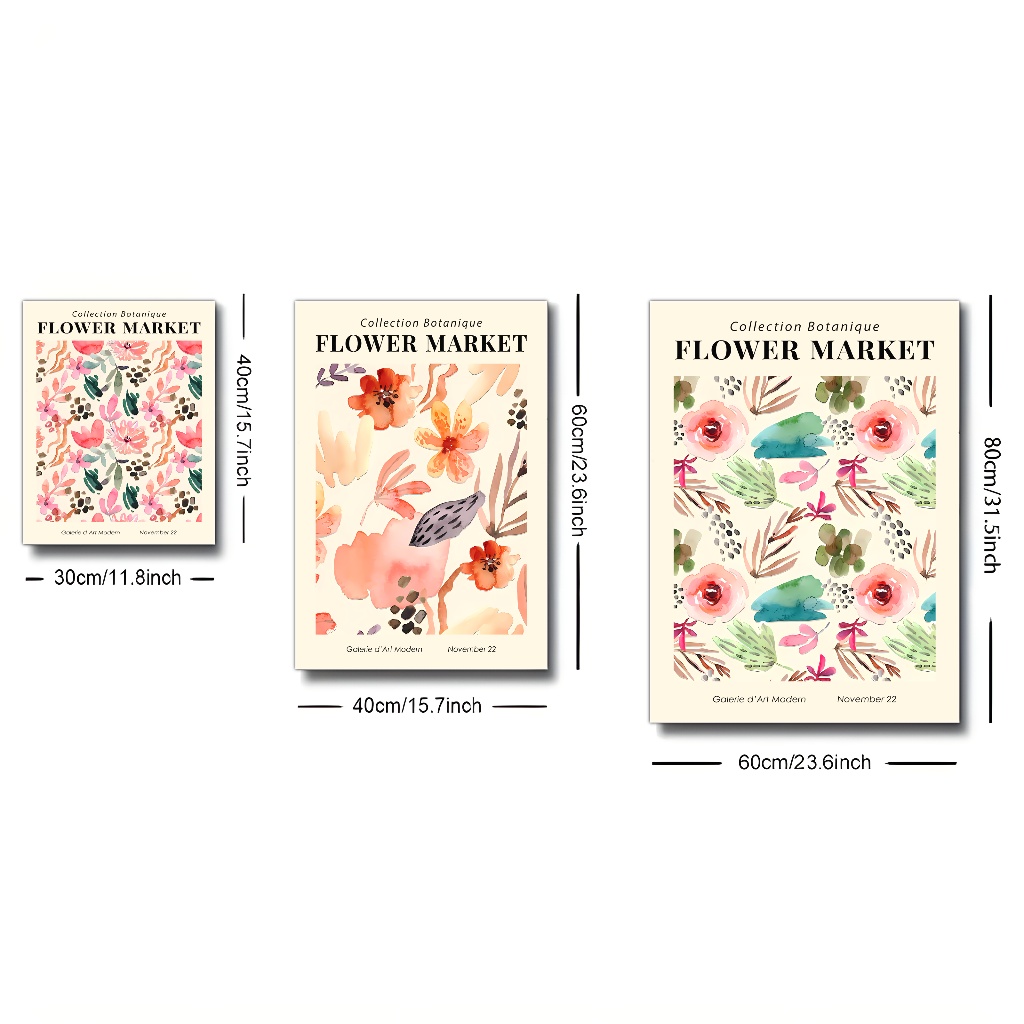 Collection Botanique
FLOWER MARKET
Galerie d'Art Modern November 22
40cm/15.7inch
30cm/11.8inch
Collection Botanique
FLOWER MARKET
Galerie d'Art Modern November 22
60cm/23.6inch
40cm/15.7inch
Collection Botanique
FLOWER MARKET
Galerie d'Art Modern November 22
80cm/31.5inch
60cm/23.6inch